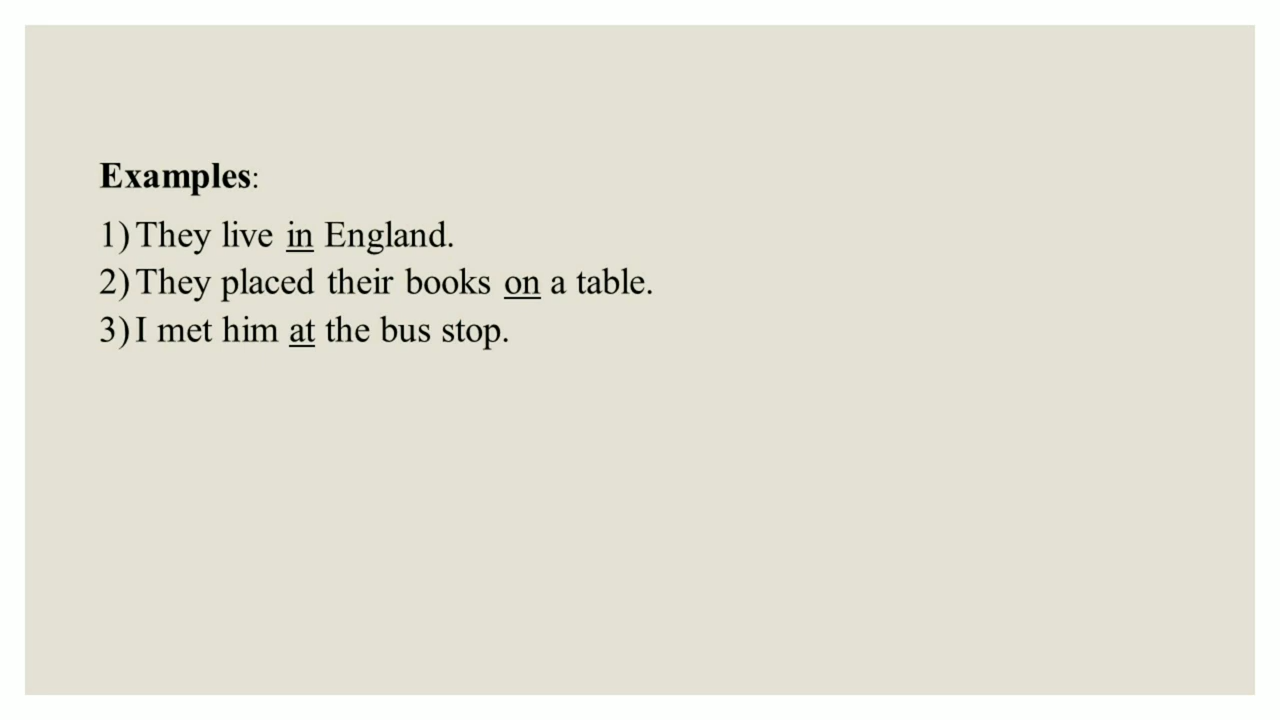 Examples:
1) They live in England.
2) They placed their books on a table.
3) I met him at the bus stop.